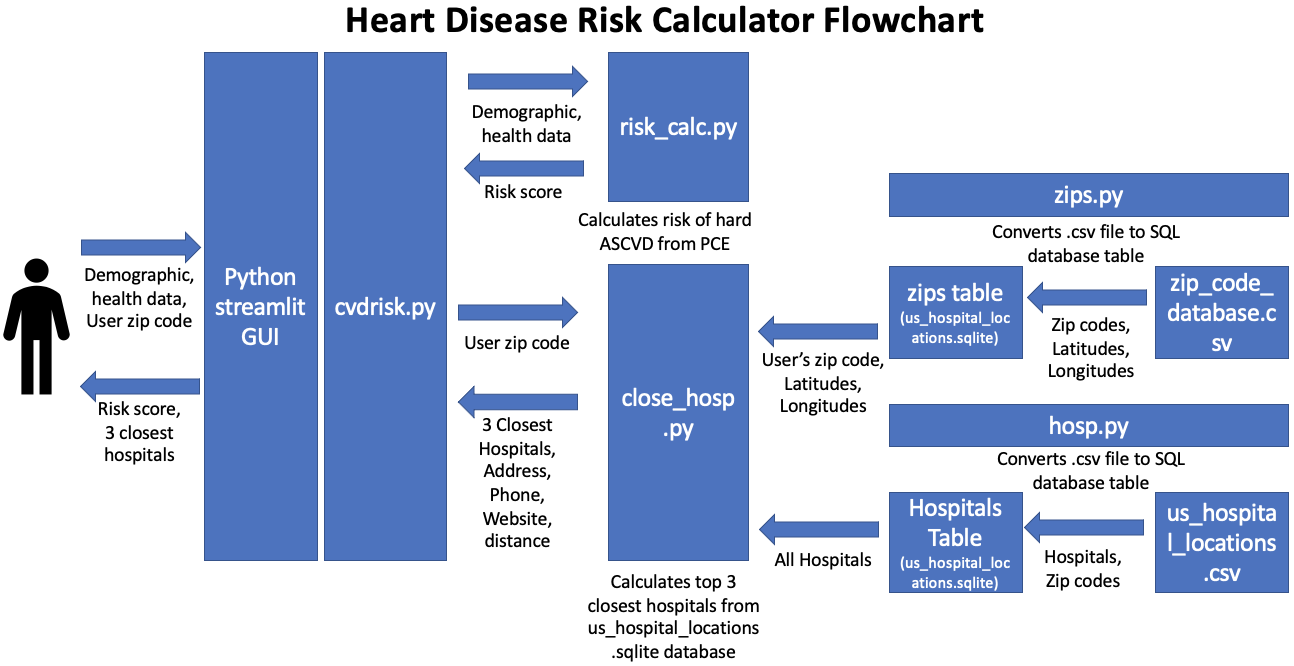 Heart Disease Risk Calculator Flowchart
Demographic,
health data,
User zip code
Risk score,
3 closest
hospitals
Python
streamlit
GUI
cvdrisk.py
Demographic,
health data
Risk score
User zip code
3 Closest
Hospitals,
Address,
Phone,
Website,
distance
risk_calc.py
Calculates risk of hard
ASCVD from PCE
close_hosp
.py
Calculates top 3
closest hospitals from
us_hospital_locations
.sqlite database
User’s zip code,
Latitudes,
Longitudes
All Hospitals
zips.py
Converts .csv file to SQL
database table
zips table
(us_hospital_loc
ations.sqlite)
Zip codes,
Latitudes,
Longitudes
zip_code_
database.c
sv
hosp.py
Converts .csv file to SQL
database table
Hospitals
Table
(us_hospital_loc
ations.sqlite)
Hospitals,
Zip codes
us_hospita
l_locations
.csv